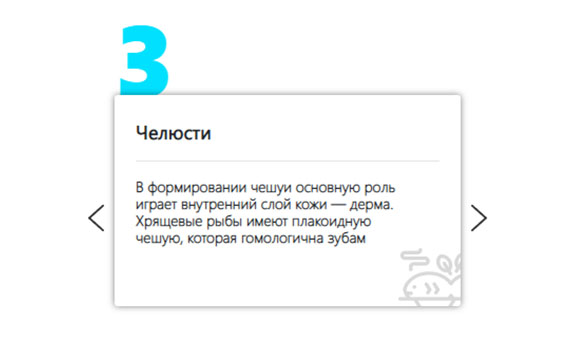 3
Челюсти
В формировании чешуи основную роль
играет внутренний слой кожи — дерма.
Хрящевые рыбы имеют плакоидную
чешую, которая гомологична зубам